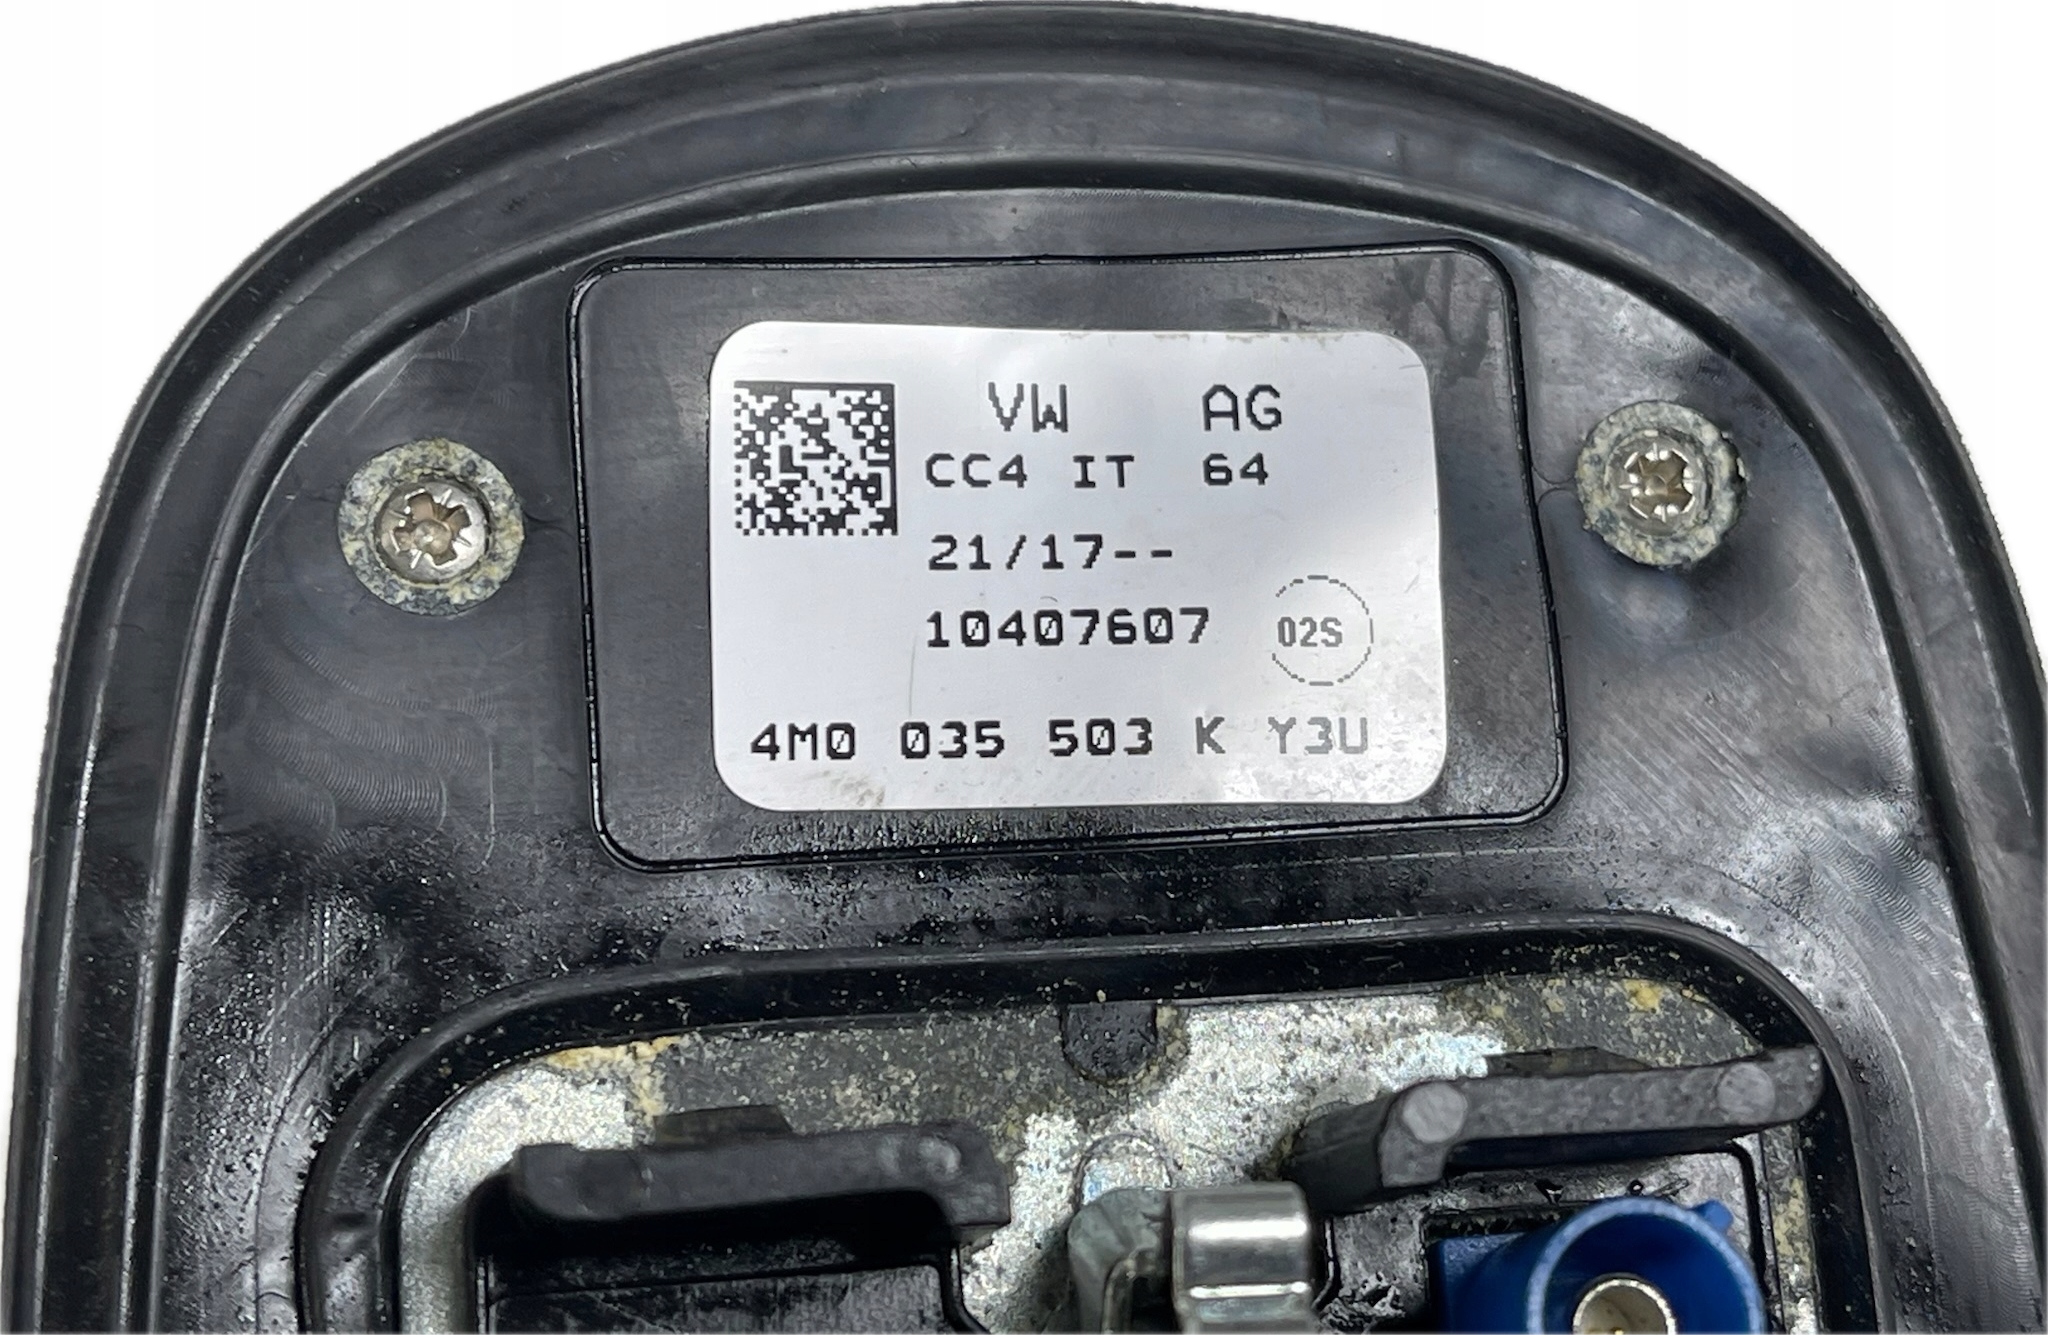 VW AG
CC4 IT 64
21/17--
10407607
02S
4M0 035 503 K Y3U